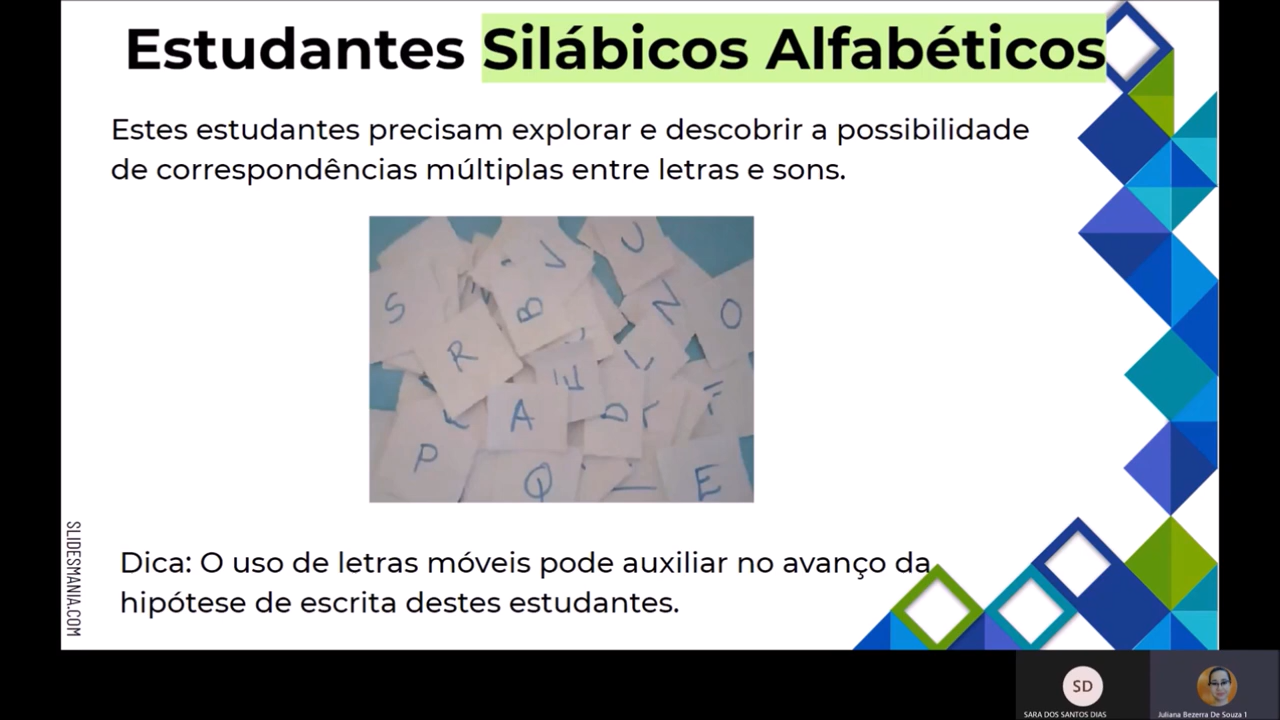 Estudantes Silábicos Alfabéticos
Estes estudantes precisam explorar e descobrir a possibilidade
de correspondências múltiplas entre letras e sons.
S
B
J
U
R
N
O
A
D
P
Q
E
Dica: O uso de letras móveis pode auxiliar no avanço da
hipótese de escrita destes estudantes.
SLIDESMANIA.COM
SD
SARA DOS SANTOS DIAS
Juliana Bezerra De Souza 1